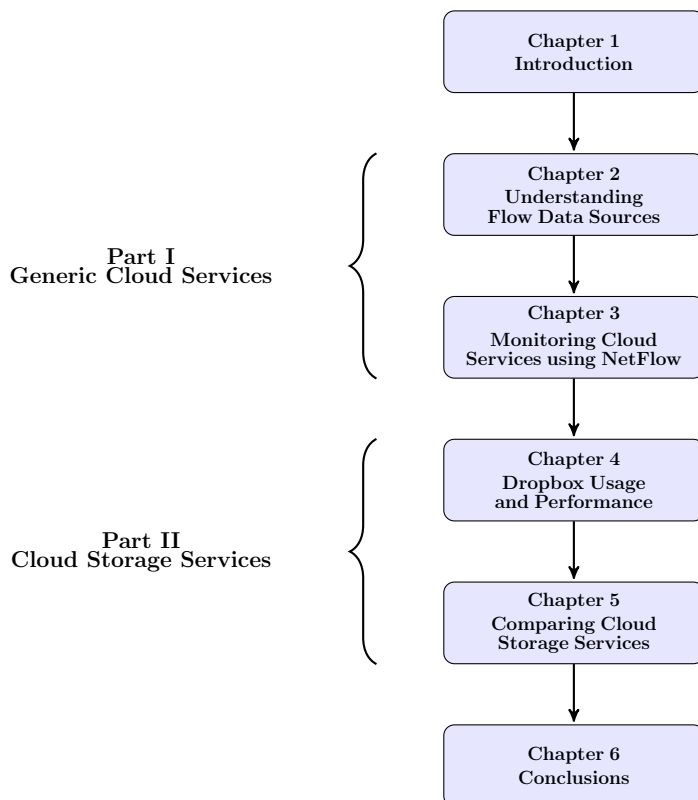 Chapter 1
Introduction
Chapter 2
Understanding
Flow Data Sources
Part I
Generic Cloud Services
Chapter 3
Monitoring Cloud
Services using NetFlow
Chapter 4
Dropbox Usage
and Performance
Part II
Cloud Storage Services
Chapter 5
Comparing Cloud
Storage Services
Chapter 6
Conclusions